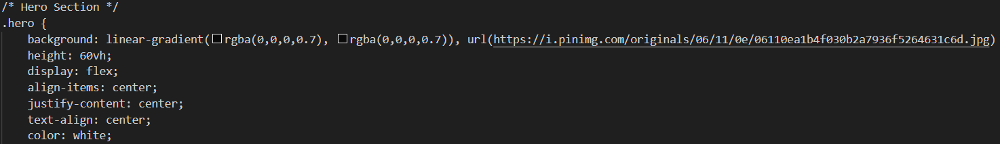 /* Hero Section */
.hero {
    background: linear-gradient(rgba(0,0,0,0.7), rgba(0,0,0,0.7)), url(https://i.pinimg.com/originals/06/11/0e/06110ea1b4f030b2a7936f5264631c6d.jpg)
    height: 60vh;
    display: flex;
    align-items: center;
    justify-content: center;
    text-align: center;
    color: white;